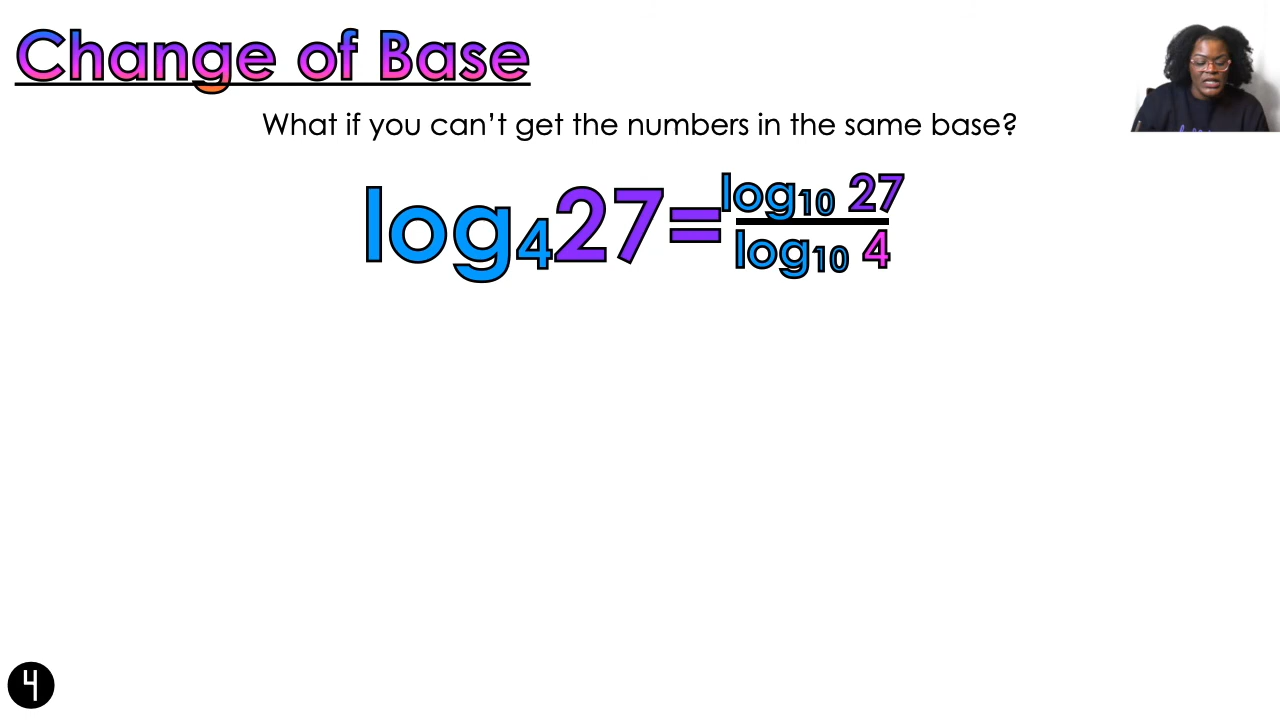 Change of Base
What if you can't get the numbers in the same base?
log₄27=log₁₀ 27
log₁₀ 4
4